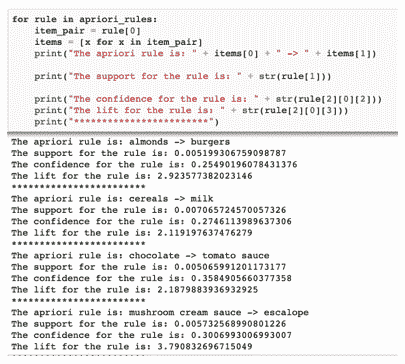 for rule in apriori_rules:
    item_pair = rule[0]
    items = [x for x in item_pair]
    print("The apriori rule is: " + items[0] + " -> " + items[1])
    print("The support for the rule is: " + str(rule[1]))
    print("The confidence for the rule is: " + str(rule[2][0][2]))
    print("The lift for the rule is: " + str(rule[2][0][3]))
    print("************************")
The apriori rule is: almonds -> burgers
The support for the rule is: 0.005199306759098787
The confidence for the rule is: 0.25490196078431376
The lift for the rule is: 2.923577382023146
************************
The apriori rule is: cereals -> milk
The support for the rule is: 0.007065724570057326
The confidence for the rule is: 0.2746113989637306
The lift for the rule is: 2.119197637476279
************************
The apriori rule is: chocolate -> tomato sauce
The support for the rule is: 0.005065991201173177
The confidence for the rule is: 0.3584905660377358
The lift for the rule is: 2.1879883936932925
************************
The apriori rule is: mushroom cream sauce -> escalope
The support for the rule is: 0.005732568990801226
The confidence for the rule is: 0.3006993006993007
The lift for the rule is: 3.790832696715049